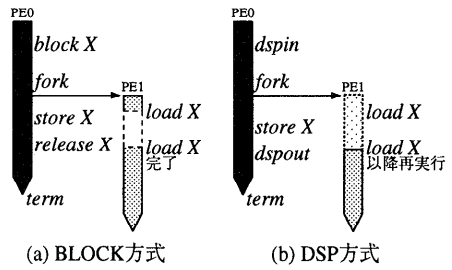 PE0
block X
fork
PE1
load X
store X
release X
load X
完了
term
(a) BLOCK方式
PE0
dspin
fork
PE1
load X
store X
dspout
load X
以降再実行
term
(b) DSP方式